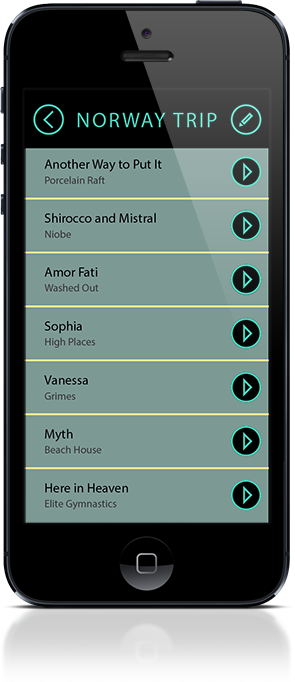 NORWAY TRIP
Another Way to Put It
Porcelain Raft
Shirocco and Mistral
Niobe
Amor Fati
Washed Out
Sophia
High Places
Vanessa
Grimes
Myth
Beach House
Here in Heaven
Elite Gymnastics